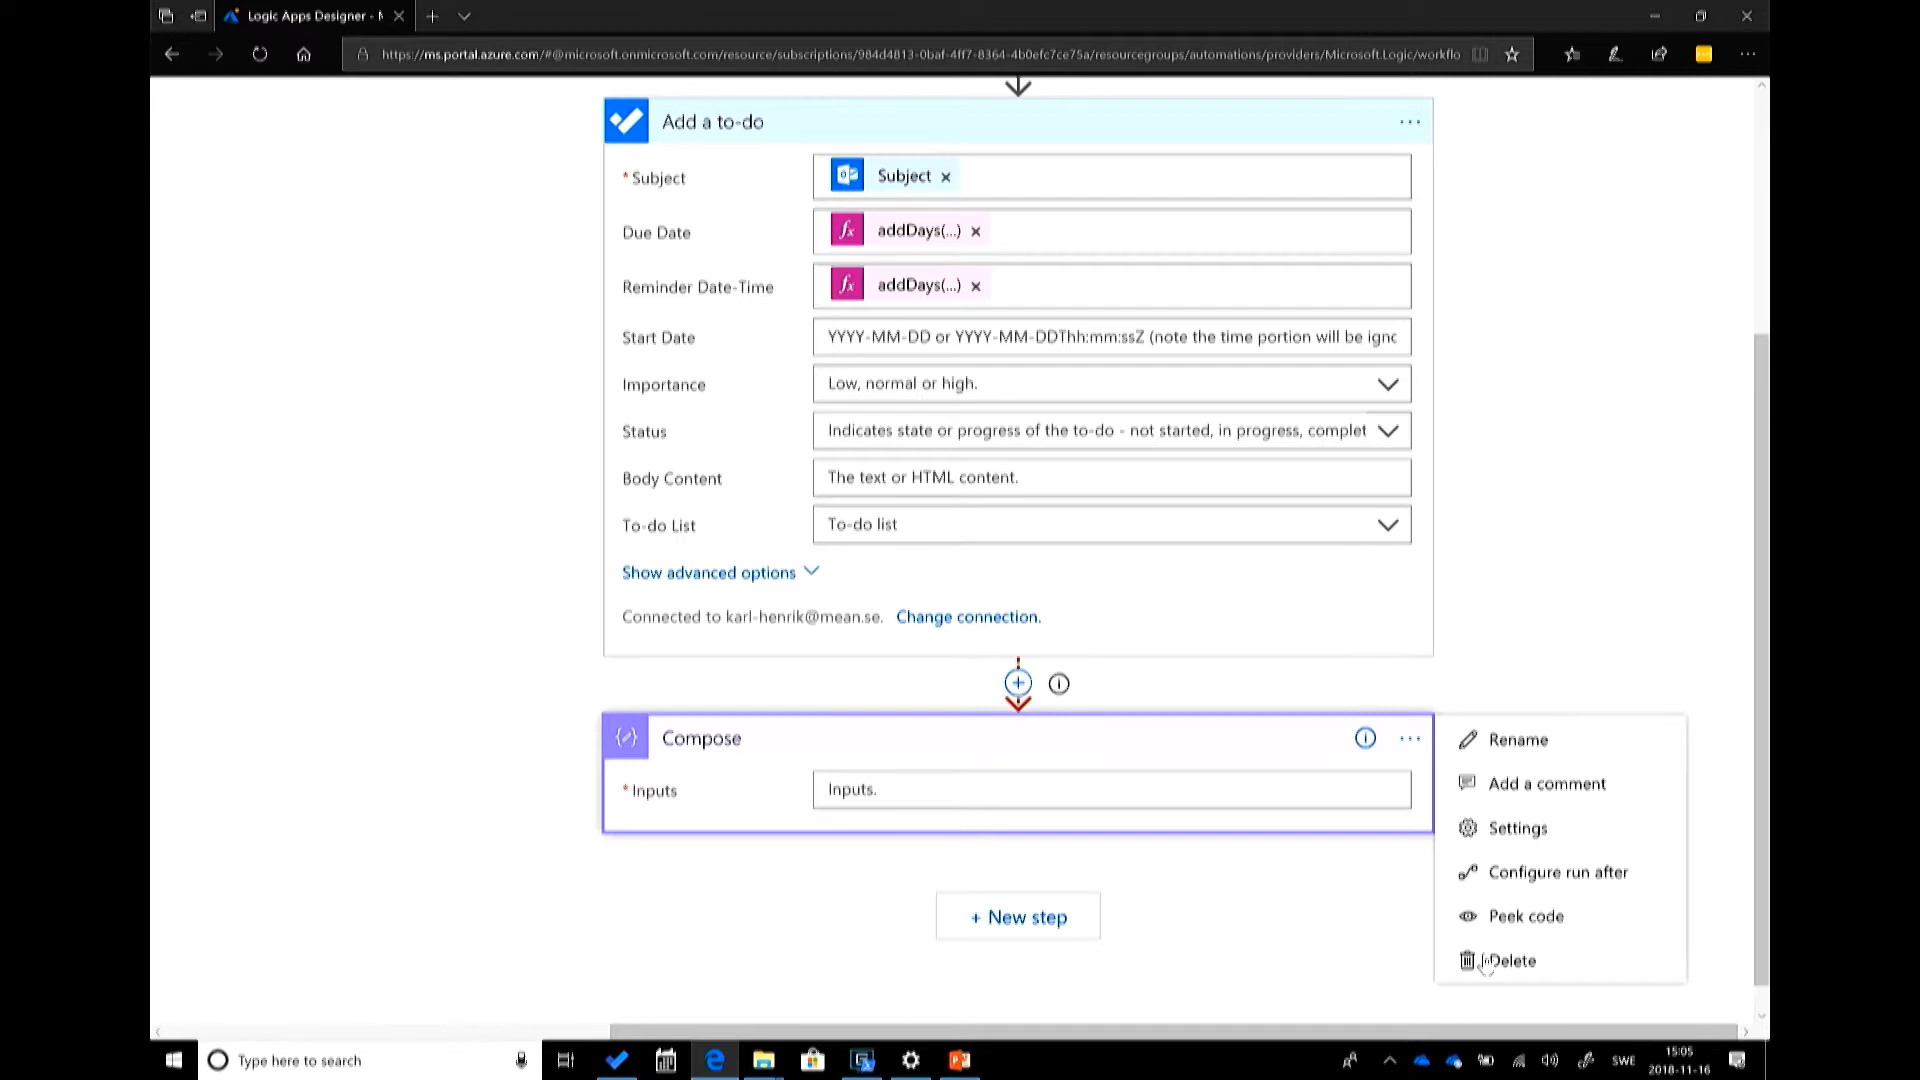 Logic Apps Designer - M
https://ms.portal.azure.com/#@microsoft.onmicrosoft.com/resource/subscriptions/984d4813-0baf-4ff7-8364-4b0efc7ce75a/resourcegroups/automations/providers/Microsoft.Logic/workflo
Add a to-do
* Subject
Subject ×
Due Date
fx addDays(...) ×
Reminder Date-Time
fx addDays(...) ×
Start Date
YYYY-MM-DD or YYYY-MM-DDThh:mm:ssZ (note the time portion will be igno
Importance
Low, normal or high.
Status
Indicates state or progress of the to-do - not started, in progress, complet
Body Content
The text or HTML content.
To-do List
To-do list
Show advanced options
Connected to karl-henrik@mean.se. Change connection.
Compose
* Inputs
Inputs.
Rename
Add a comment
Settings
Configure run after
Peek code
Delete
+ New step
Type here to search
SWE
15:05
2018-11-16